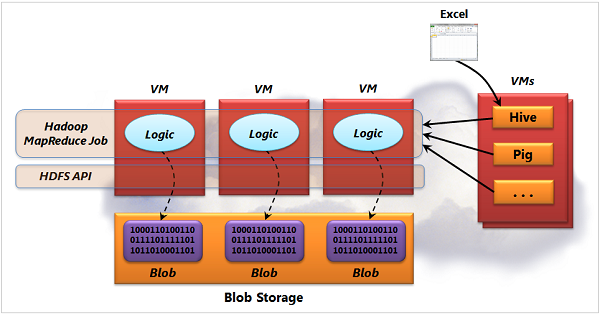 Excel
VM
VM
VM
VMs
Hadoop
MapReduce Job
Logic
Logic
Logic
Hive
Pig
. . .
HDFS API
1000110100110
0111101111101
1011010001101
1000110100110
0111101111101
1011010001101
1000110100110
0111101111101
1011010001101
Blob
Blob
Blob
Blob Storage